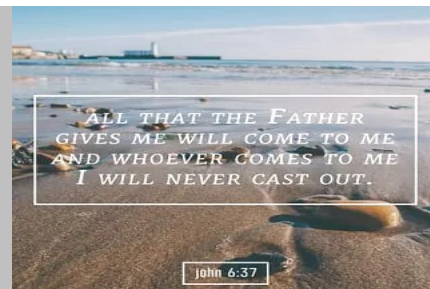 ALL THAT THE FATHER
GIVES ME WILL COME TO ME
AND WHOEVER COMES TO ME
I WILL NEVER CAST OUT.
john 6:37